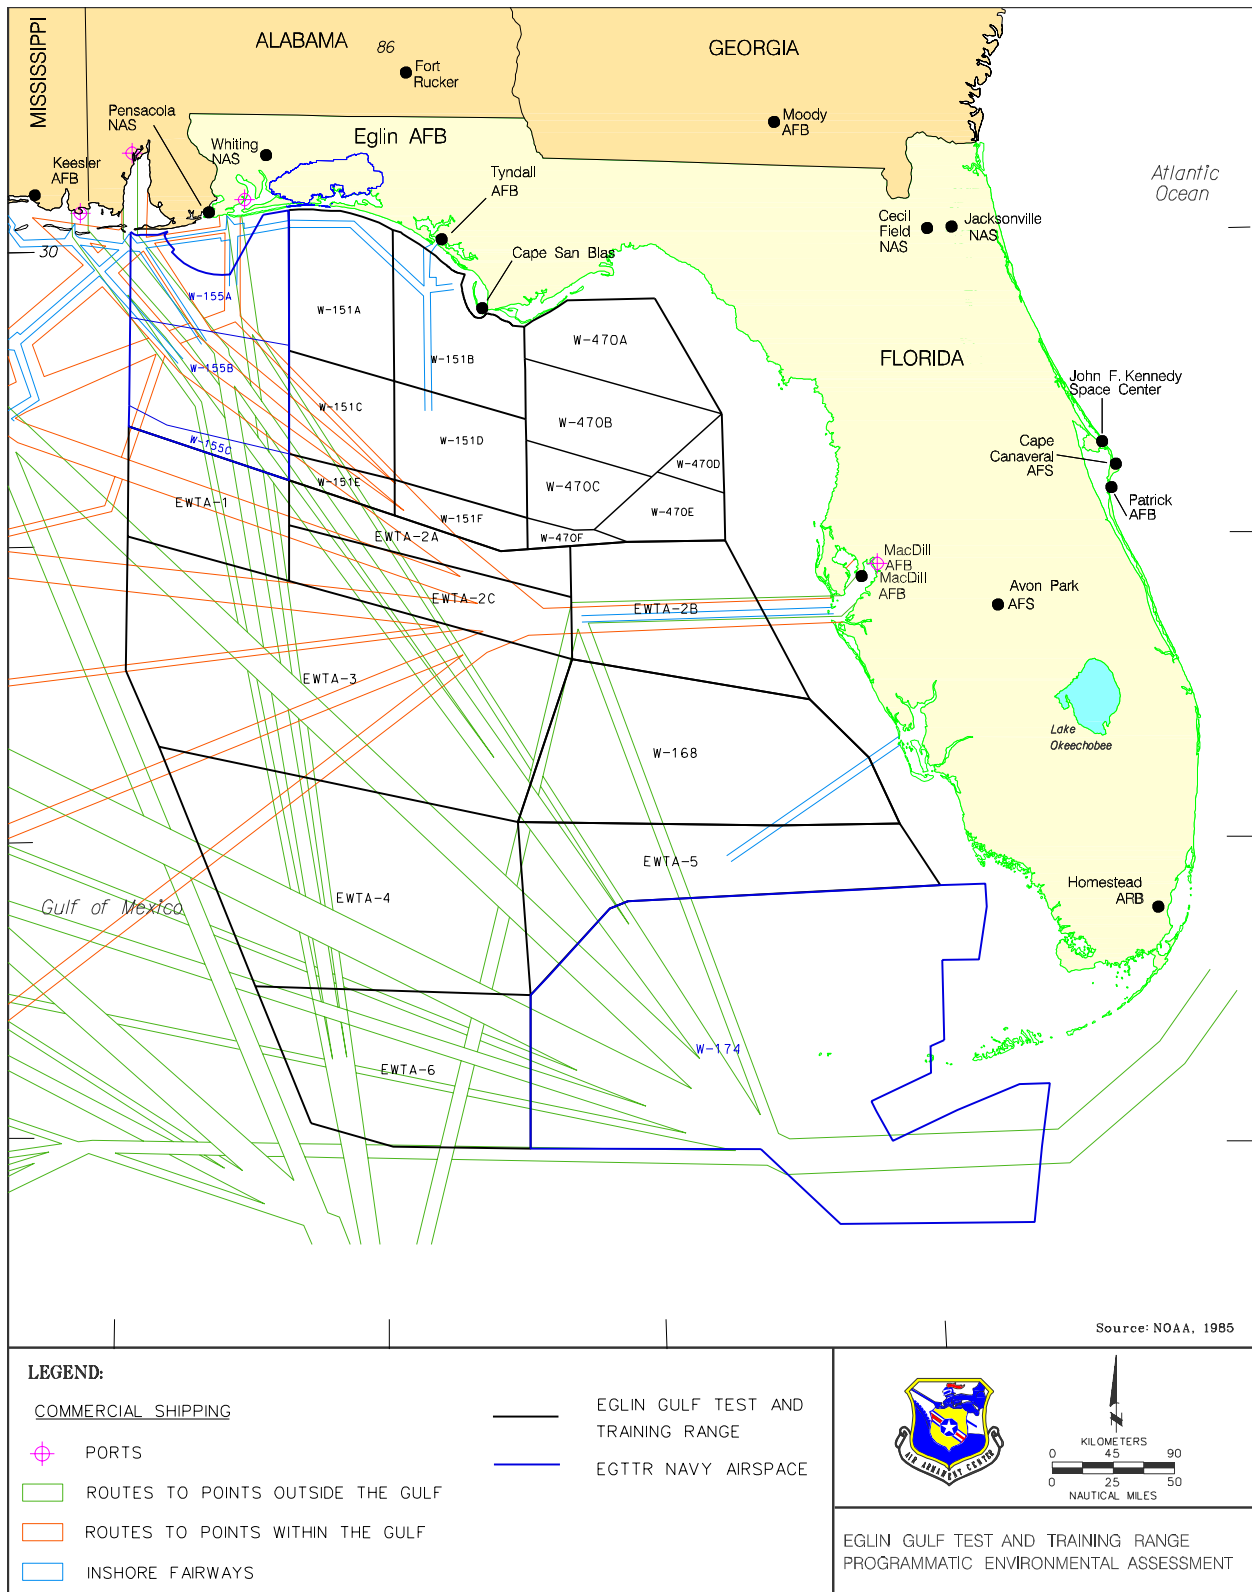 MISSISSIPPI
ALABAMA
86
GEORGIA
Fort
Rucker
Pensacola
NAS
Moody
AFB
Eglin AFB
Whiting
NAS
Keesler
AFB
Tyndall
AFB
Atlantic
Ocean
Cecil
Field
NAS
Jacksonville
NAS
30
Cape San Blas
W-155A
W-151A
W-470A
W-151B
FLORIDA
W-155B
John F. Kennedy
Space Center
W-151C
W-470B
W-155C
W-151D
Cape
Canaveral
AFS
W-470D
W-151E
W-470C
EWTA-1
Patrick
AFB
W-151F
W-470E
EWTA-2A
W-470F
MacDill
AFB
MacDill
AFB
Avon Park
AFS
EWTA-2C
EWTA-2B
EWTA-3
Lake
Okeechobee
W-168
EWTA-5
Homestead
ARB
EWTA-4
Gulf of Mexico
W-174
EWTA-6
Source: NOAA, 1985
LEGEND:
COMMERCIAL SHIPPING
PORTS
ROUTES TO POINTS OUTSIDE THE GULF
ROUTES TO POINTS WITHIN THE GULF
INSHORE FAIRWAYS
EGLIN GULF TEST AND
TRAINING RANGE
EGTTR NAVY AIRSPACE
AIR ARMAMENT CENTER
KILOMETERS
0 45 90
0 25 50
NAUTICAL MILES
EGLIN GULF TEST AND TRAINING RANGE
PROGRAMMATIC ENVIRONMENTAL ASSESSMENT